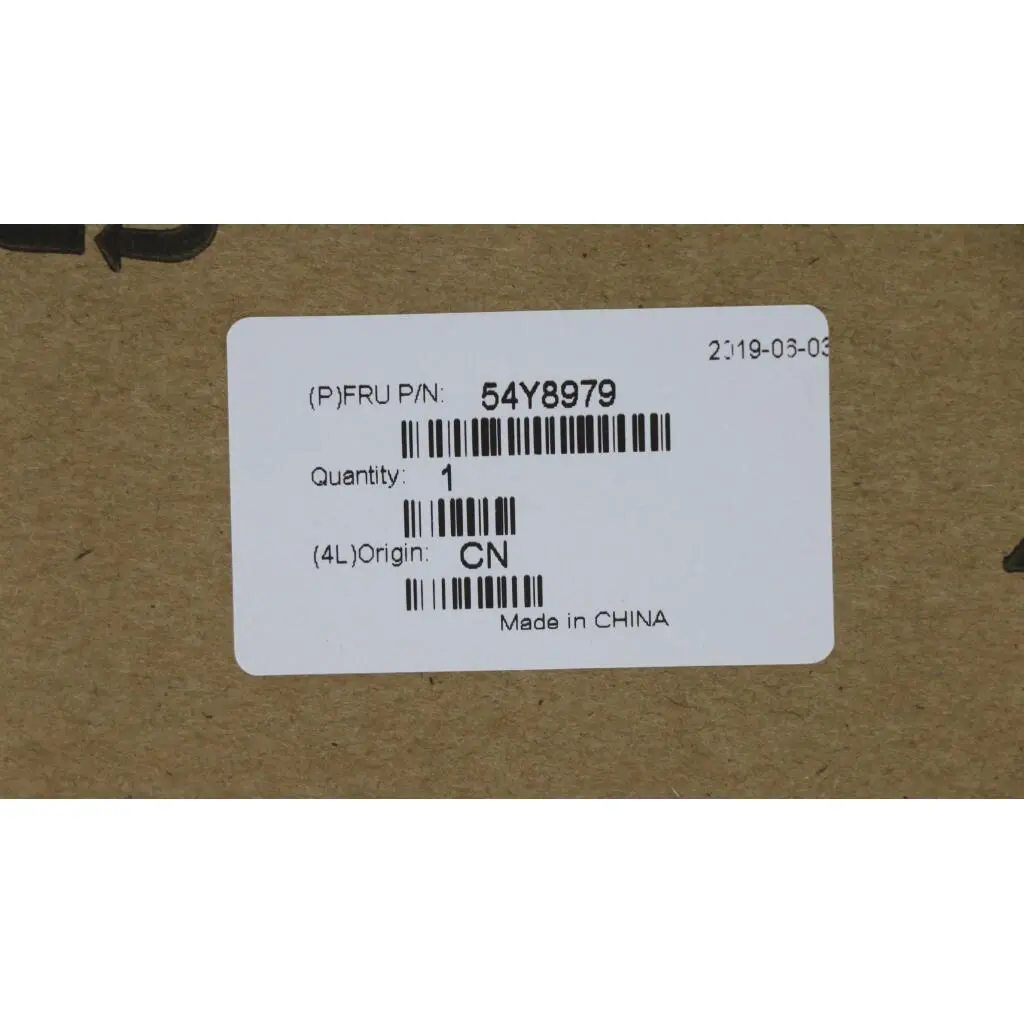 2019-06-03
(P)FRU P/N: 54Y8979
Quantity: 1
(4L)Origin: CN
Made in CHINA